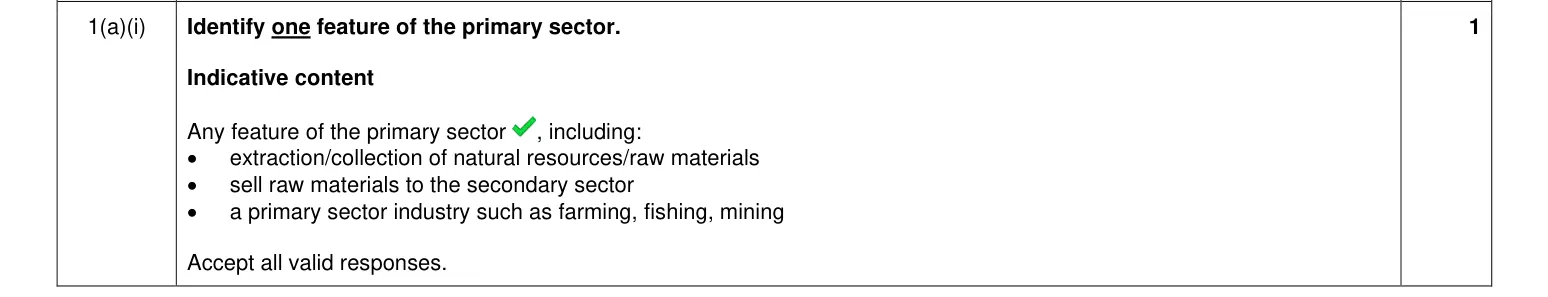 1(a)(i) Identify one feature of the primary sector. 1
Indicative content
Any feature of the primary sector ✓, including:
• extraction/collection of natural resources/raw materials
• sell raw materials to the secondary sector
• a primary sector industry such as farming, fishing, mining
Accept all valid responses.